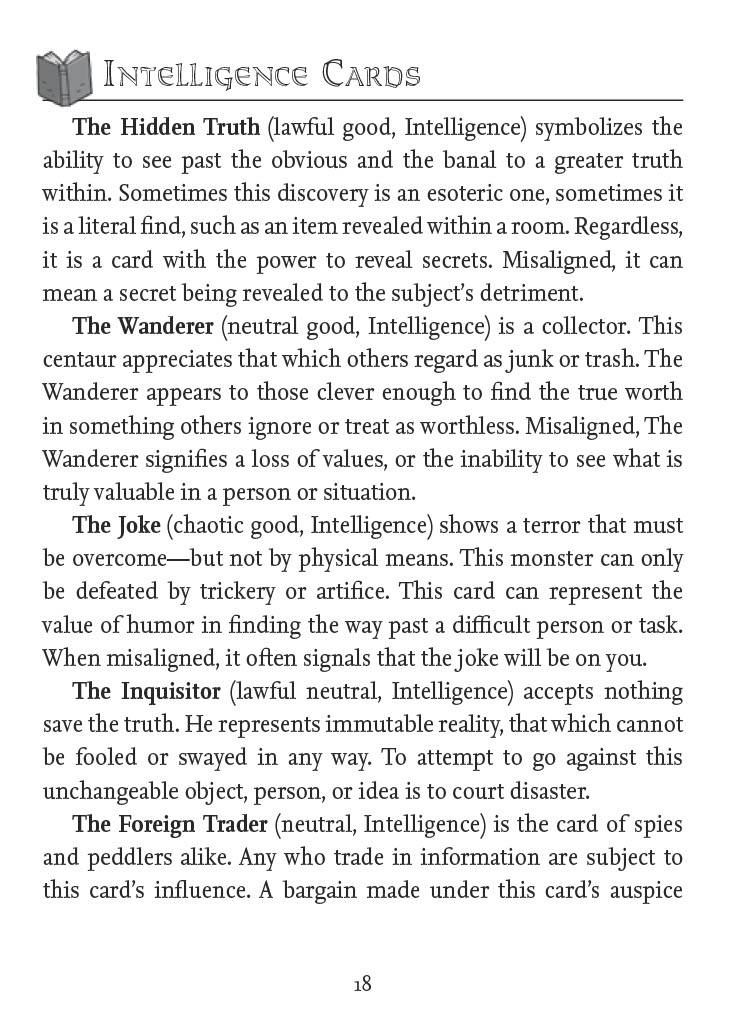 Intelligence Cards
The Hidden Truth (lawful good, Intelligence) symbolizes the
ability to see past the obvious and the banal to a greater truth
within. Sometimes this discovery is an esoteric one, sometimes it
is a literal find, such as an item revealed within a room. Regardless,
it is a card with the power to reveal secrets. Misaligned, it can
mean a secret being revealed to the subject’s detriment.
The Wanderer (neutral good, Intelligence) is a collector. This
centaur appreciates that which others regard as junk or trash. The
Wanderer appears to those clever enough to find the true worth
in something others ignore or treat as worthless. Misaligned, The
Wanderer signifies a loss of values, or the inability to see what is
truly valuable in a person or situation.
The Joke (chaotic good, Intelligence) shows a terror that must
be overcome—but not by physical means. This monster can only
be defeated by trickery or artifice. This card can represent the
value of humor in finding the way past a difficult person or task.
When misaligned, it often signals that the joke will be on you.
The Inquisitor (lawful neutral, Intelligence) accepts nothing
save the truth. He represents immutable reality, that which cannot
be fooled or swayed in any way. To attempt to go against this
unchangeable object, person, or idea is to court disaster.
The Foreign Trader (neutral, Intelligence) is the card of spies
and peddlers alike. Any who trade in information are subject to
this card’s influence. A bargain made under this card’s auspice
18